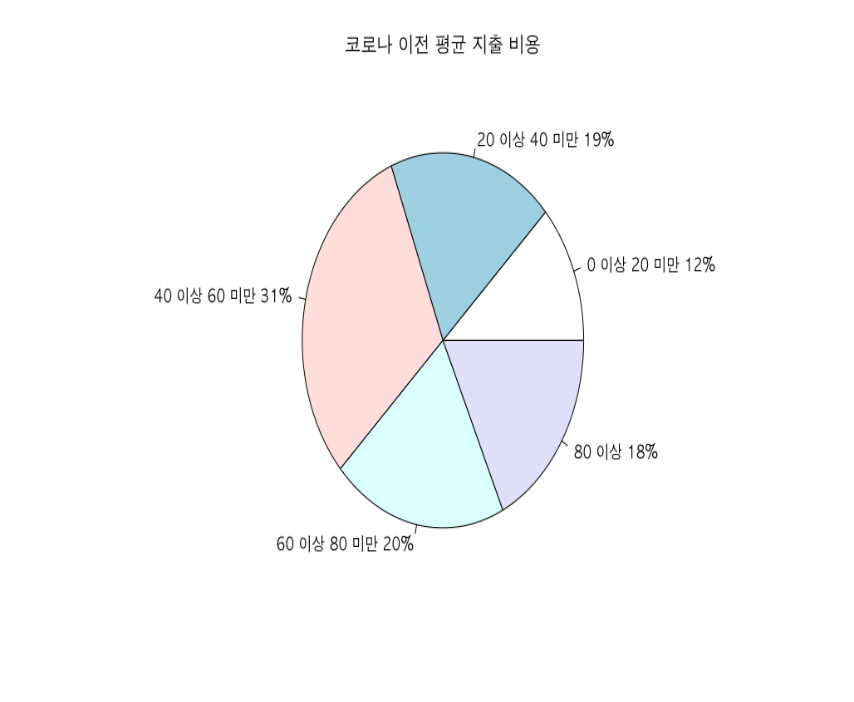 코로나 이전 평균 지출 비용
20 이상 40 미만 19%
0 이상 20 미만 12%
40 이상 60 미만 31%
80 이상 18%
60 이상 80 미만 20%